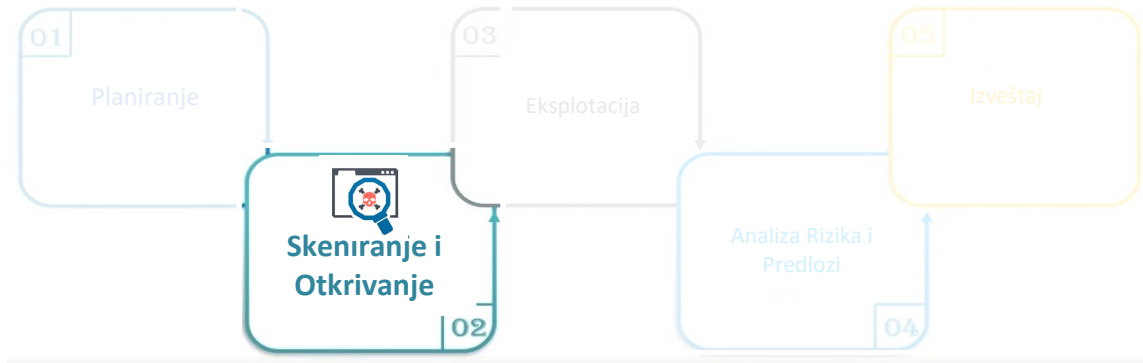 01
Planiranje
Skeniranje i
Otkrivanje
02
03
Eksplotacija
Analiza Rizika i
Predlozi
04
05
Izveštaj